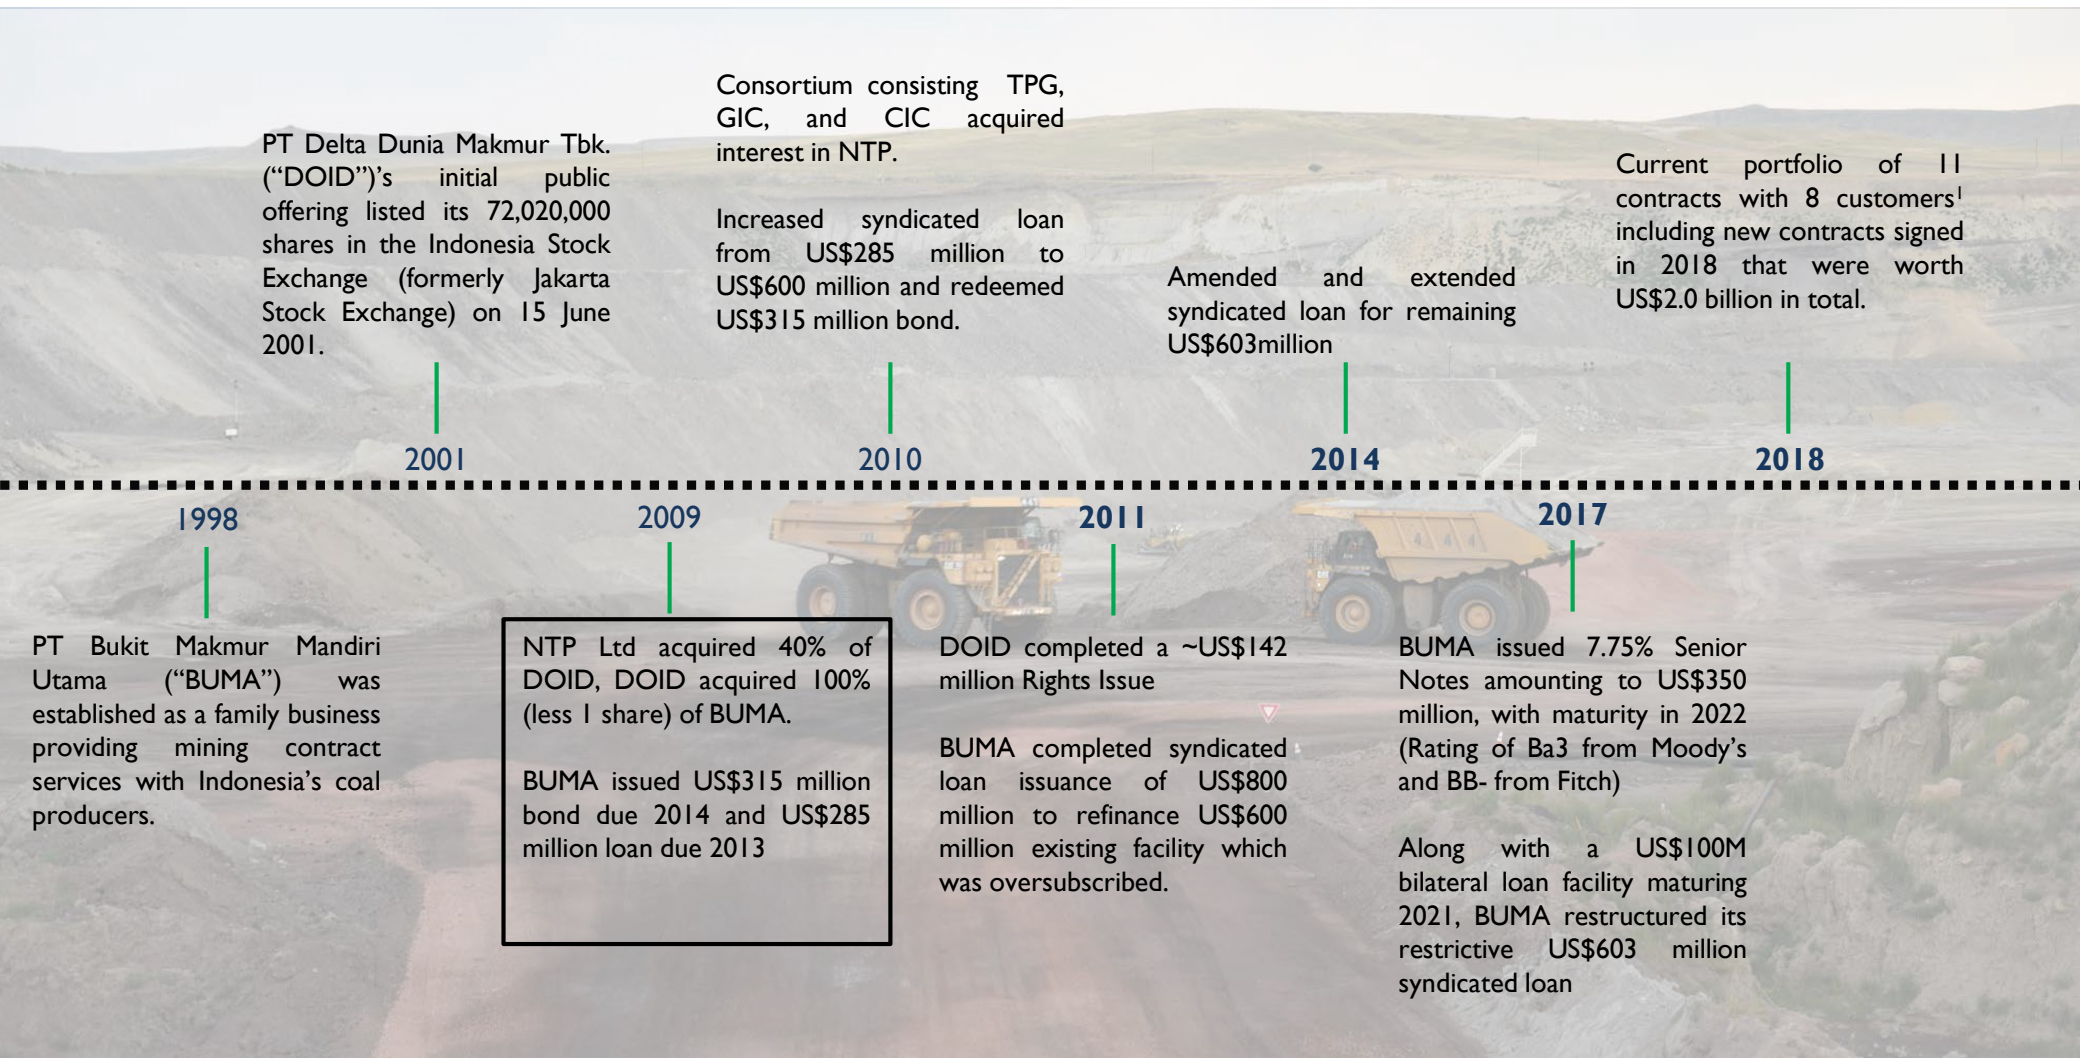 PT Delta Dunia Makmur Tbk.
(“DOID”)’s initial public
offering listed its 72,020,000
shares in the Indonesia Stock
Exchange (formerly Jakarta
Stock Exchange) on 15 June
2001.
Consortium consisting TPG,
GIC, and CIC acquired
interest in NTP.
Increased syndicated loan
from US$285 million to
US$600 million and redeemed
US$315 million bond.
Amended and extended
syndicated loan for remaining
US$603million
Current portfolio of 11
contracts with 8 customers¹
including new contracts signed
in 2018 that were worth
US$2.0 billion in total.
2001
2010
2014
2018
1998
2009
2011
2017
PT Bukit Makmur Mandiri
Utama (“BUMA”) was
established as a family business
providing mining contract
services with Indonesia’s coal
producers.
NTP Ltd acquired 40% of
DOID, DOID acquired 100%
(less 1 share) of BUMA.
BUMA issued US$315 million
bond due 2014 and US$285
million loan due 2013
DOID completed a ~US$142
million Rights Issue
BUMA completed syndicated
loan issuance of US$800
million to refinance US$600
million existing facility which
was oversubscribed.
BUMA issued 7.75% Senior
Notes amounting to US$350
million, with maturity in 2022
(Rating of Ba3 from Moody’s
and BB- from Fitch)
Along with a US$100M
bilateral loan facility maturing
2021, BUMA restructured its
restrictive US$603 million
syndicated loan